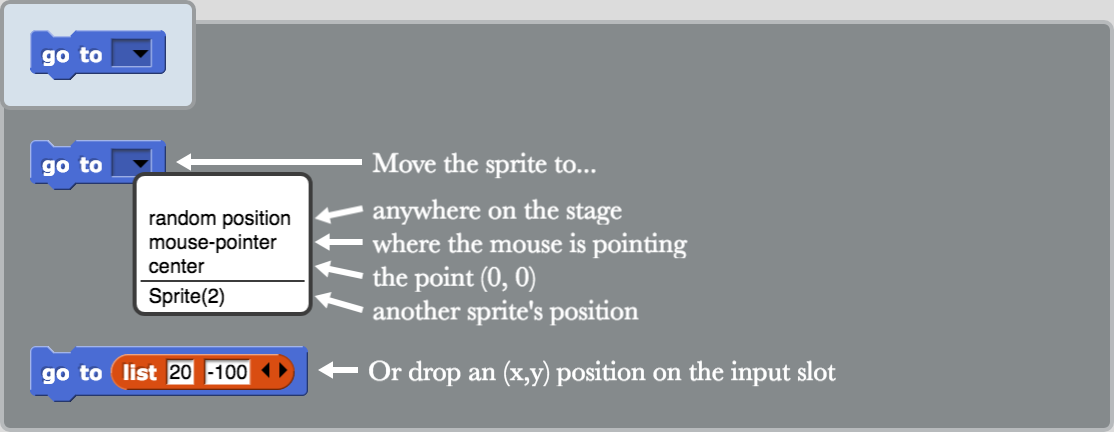 go to
go to
Move the sprite to...
random position
anywhere on the stage
mouse-pointer
where the mouse is pointing
center
the point (0, 0)
Sprite(2)
another sprite's position
go to list 20 -100
Or drop an (x,y) position on the input slot